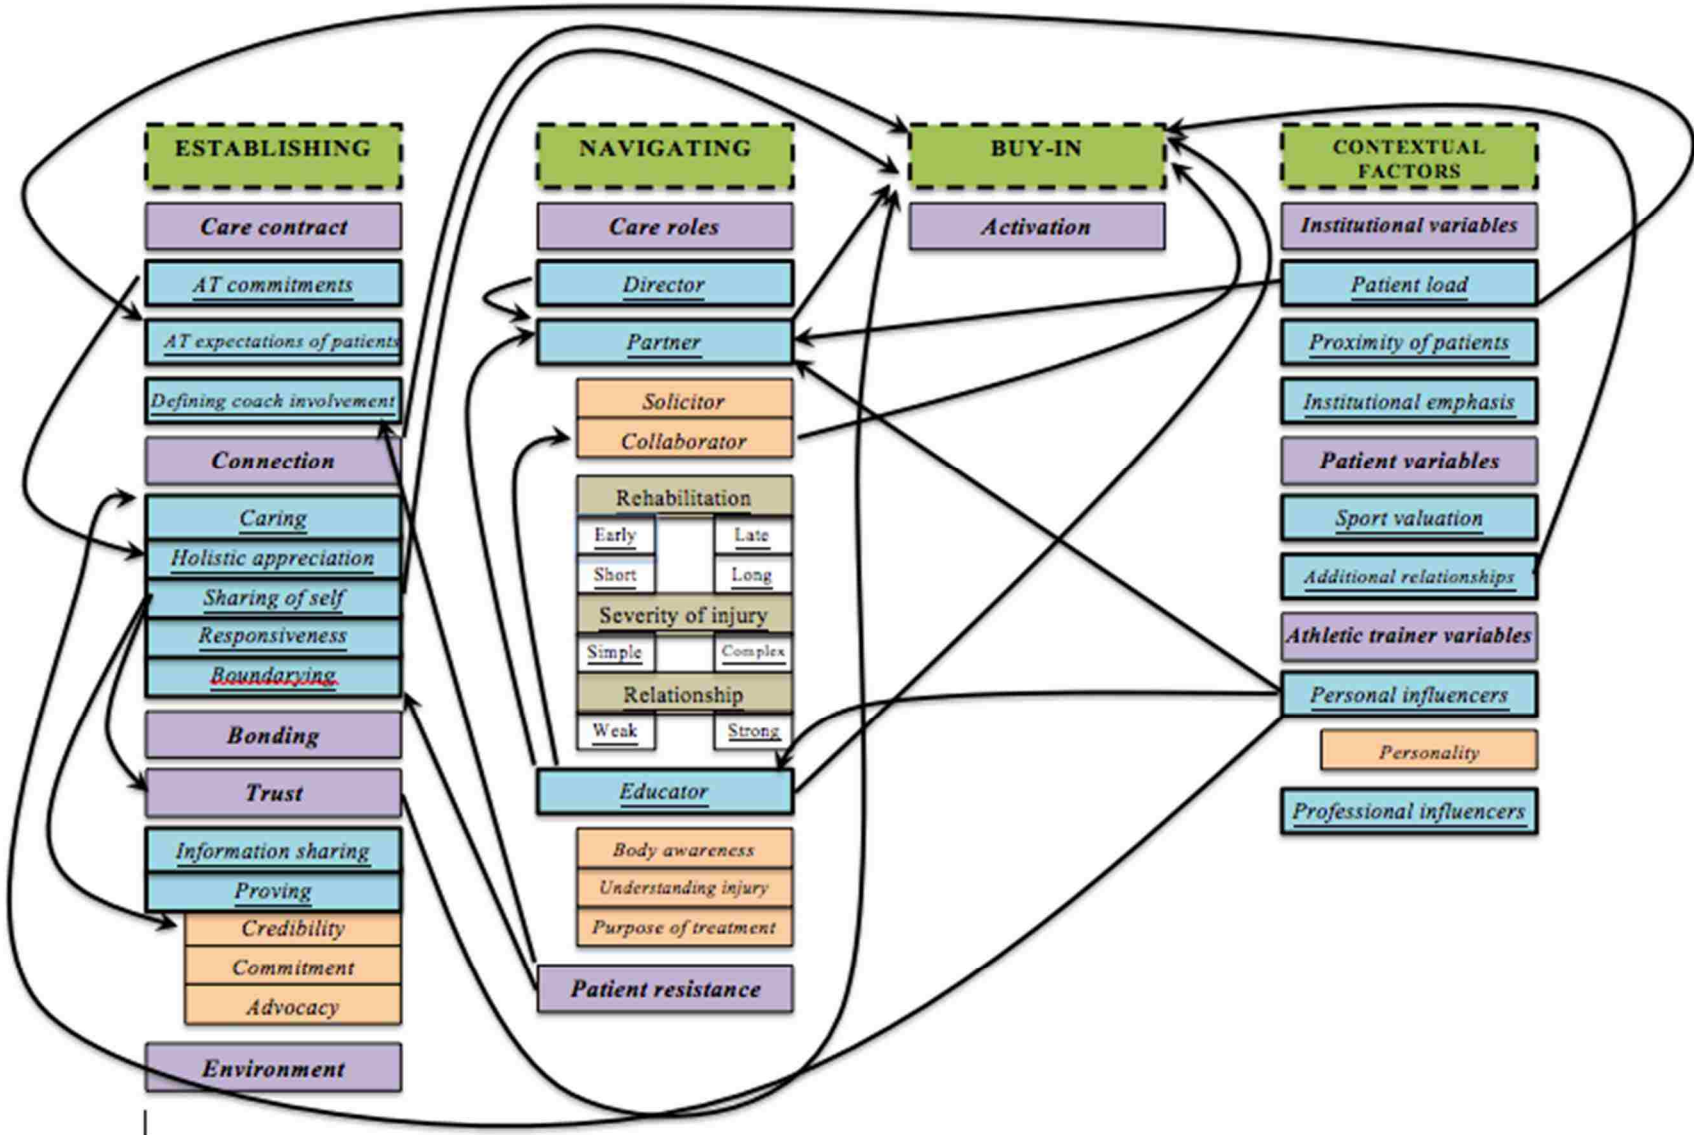 ESTABLISHING
Care contract
AT commitments
AT expectations of patients
Defining coach involvement
Connection
Caring
Holistic appreciation
Sharing of self
Responsiveness
Boundarying
Bonding
Trust
Information sharing
Proving
Credibility
Commitment
Advocacy
Environment
NAVIGATING
Care roles
Director
Partner
Solicitor
Collaborator
Rehabilitation
Early Late
Short Long
Severity of injury
Simple Complex
Relationship
Weak Strong
Educator
Body awareness
Understanding injury
Purpose of treatment
Patient resistance
BUY-IN
Activation
CONTEXTUAL
FACTORS
Institutional variables
Patient load
Proximity of patients
Institutional emphasis
Patient variables
Sport valuation
Additional relationships
Athletic trainer variables
Personal influencers
Personality
Professional influencers